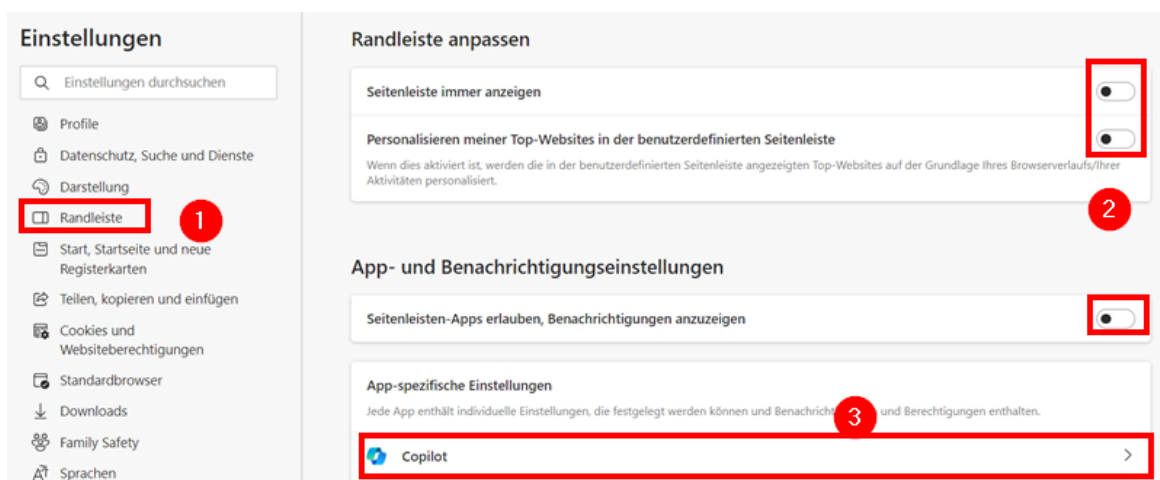 Einstellungen
Einstellungen durchsuchen
Profile
Datenschutz, Suche und Dienste
Darstellung
Randleiste
1
Start, Startseite und neue
Registerkarten
Teilen, kopieren und einfügen
Cookies und
Websiteberechtigungen
Standardbrowser
Downloads
Family Safety
Sprachen
Randleiste anpassen
Seitenleiste immer anzeigen
Personalisieren meiner Top-Websites in der benutzerdefinierten Seitenleiste
Wenn dies aktiviert ist, werden die in der benutzerdefinierten Seitenleiste angezeigten Top-Websites auf der Grundlage Ihres Browserverlaufs/Ihrer
Aktivitäten personalisiert.
2
App- und Benachrichtigungseinstellungen
Seitenleisten-Apps erlauben, Benachrichtigungen anzuzeigen
App-spezifische Einstellungen
Jede App enthält individuelle Einstellungen, die festgelegt werden können und und Berechtigungen enthalten.
3
Copilot